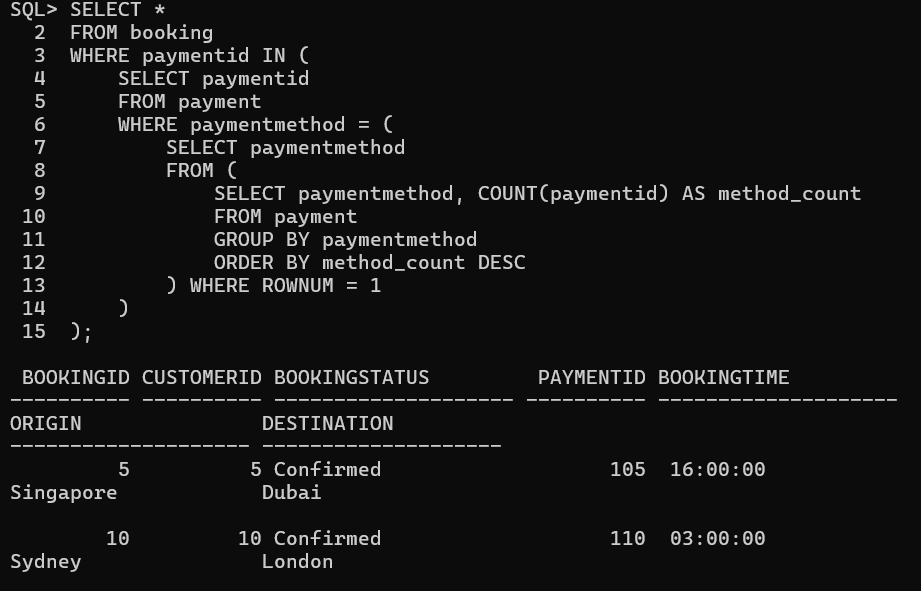 SQL> SELECT *
  2  FROM booking
  3  WHERE paymentid IN (
  4      SELECT paymentid
  5      FROM payment
  6      WHERE paymentmethod = (
  7          SELECT paymentmethod
  8          FROM (
  9              SELECT paymentmethod, COUNT(paymentid) AS method_count
 10              FROM payment
 11              GROUP BY paymentmethod
 12              ORDER BY method_count DESC
 13          ) WHERE ROWNUM = 1
 14      )
 15  );

 BOOKINGID CUSTOMERID BOOKINGSTATUS         PAYMENTID BOOKINGTIME
---------- ---------- -------------------- ---------- --------------------
ORIGIN               DESTINATION
-------------------- --------------------
         5          5 Confirmed                   105  16:00:00
Singapore            Dubai

        10         10 Confirmed                   110  03:00:00
Sydney               London